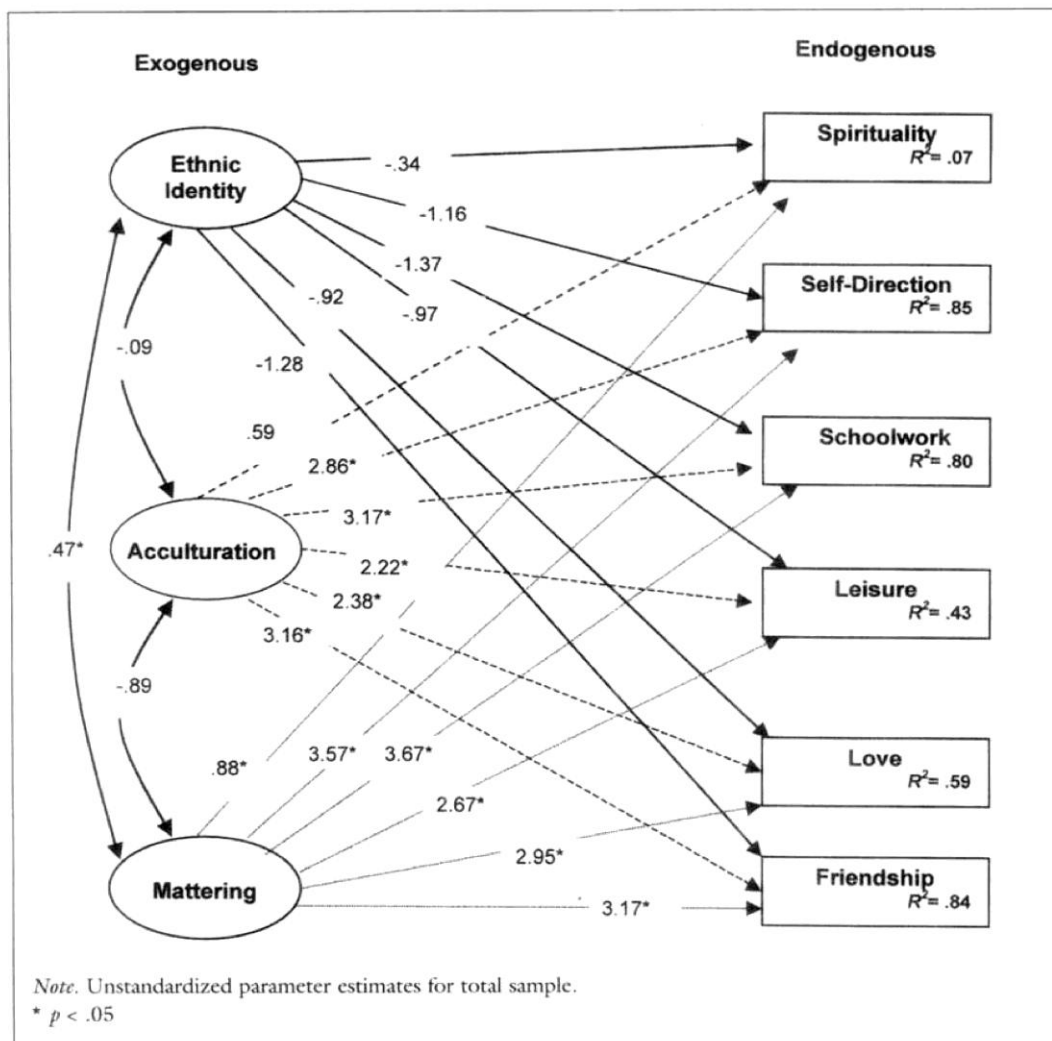 Exogenous
Endogenous
Ethnic
Identity
Acculturation
Mattering
-.09
.47*
-.89
-.34
-1.16
-1.37
-.97
-.92
-1.28
.59
2.86*
3.17*
2.22*
2.38*
3.16*
.88*
3.57*
3.67*
2.67*
2.95*
3.17*
Spirituality
R²= .07
Self-Direction
R²= .85
Schoolwork
R²= .80
Leisure
R²= .43
Love
R²= .59
Friendship
R²= .84
Note. Unstandardized parameter estimates for total sample.
* p < .05